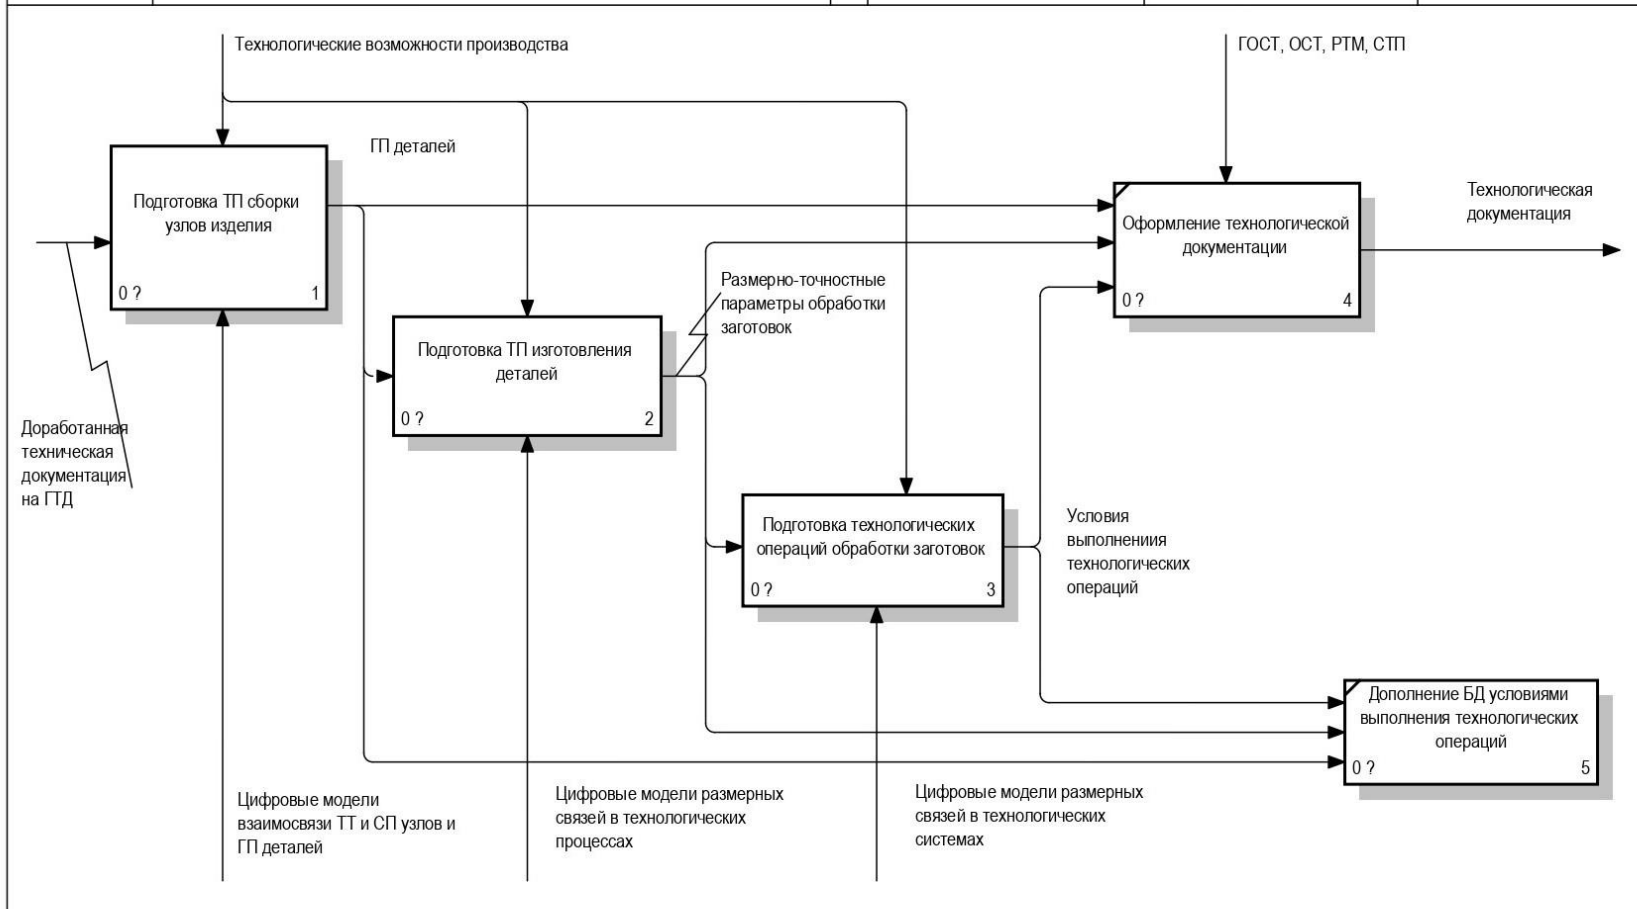 Технологические возможности производства
ГОСТ, ОСТ, РТМ, СТП
ГП деталей
Подготовка ТП сборки
узлов изделия
0 ?
1
Технологическая
документация
Оформление технологической
документации
0 ?
4
Размерно-точностные
параметры обработки
заготовок
Подготовка ТП изготовления
деталей
0 ?
2
Доработанная
техническая
документация
на ГТД
Подготовка технологических
операций обработки заготовок
0 ?
3
Условия
выполнениия
технологических
операций
Дополнение БД условиями
выполнения технологических
операций
0 ?
5
Цифровые модели
взаимосвязи ТТ и СП узлов и
ГП деталей
Цифровые модели размерных
связей в технологических
процессах
Цифровые модели размерных
связей в технологических
системах